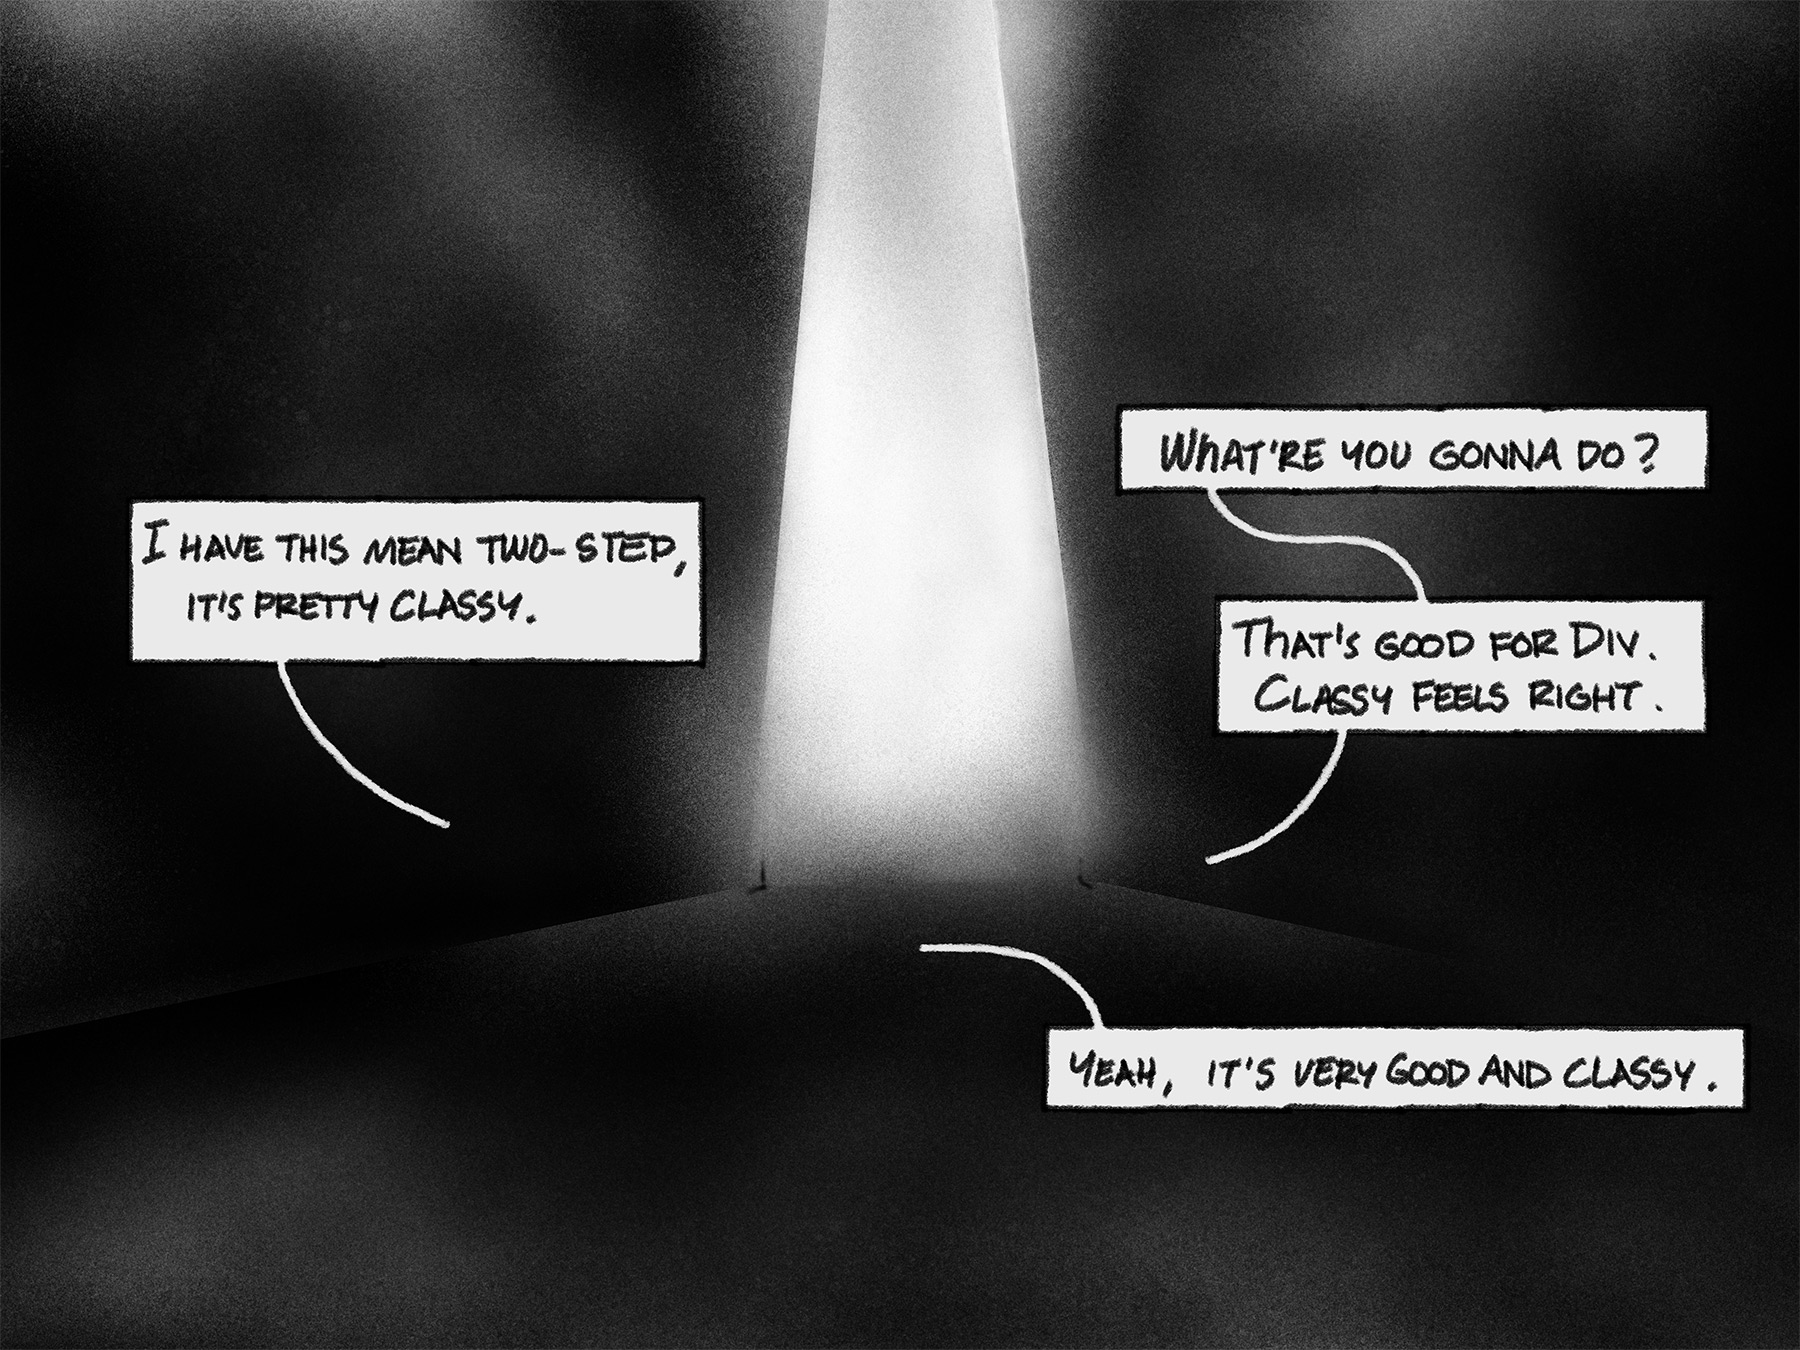 What're you gonna do?
I have this mean two-step,
it's pretty classy.
That's good for Div.
Classy feels right.
Yeah, it's very good and classy.